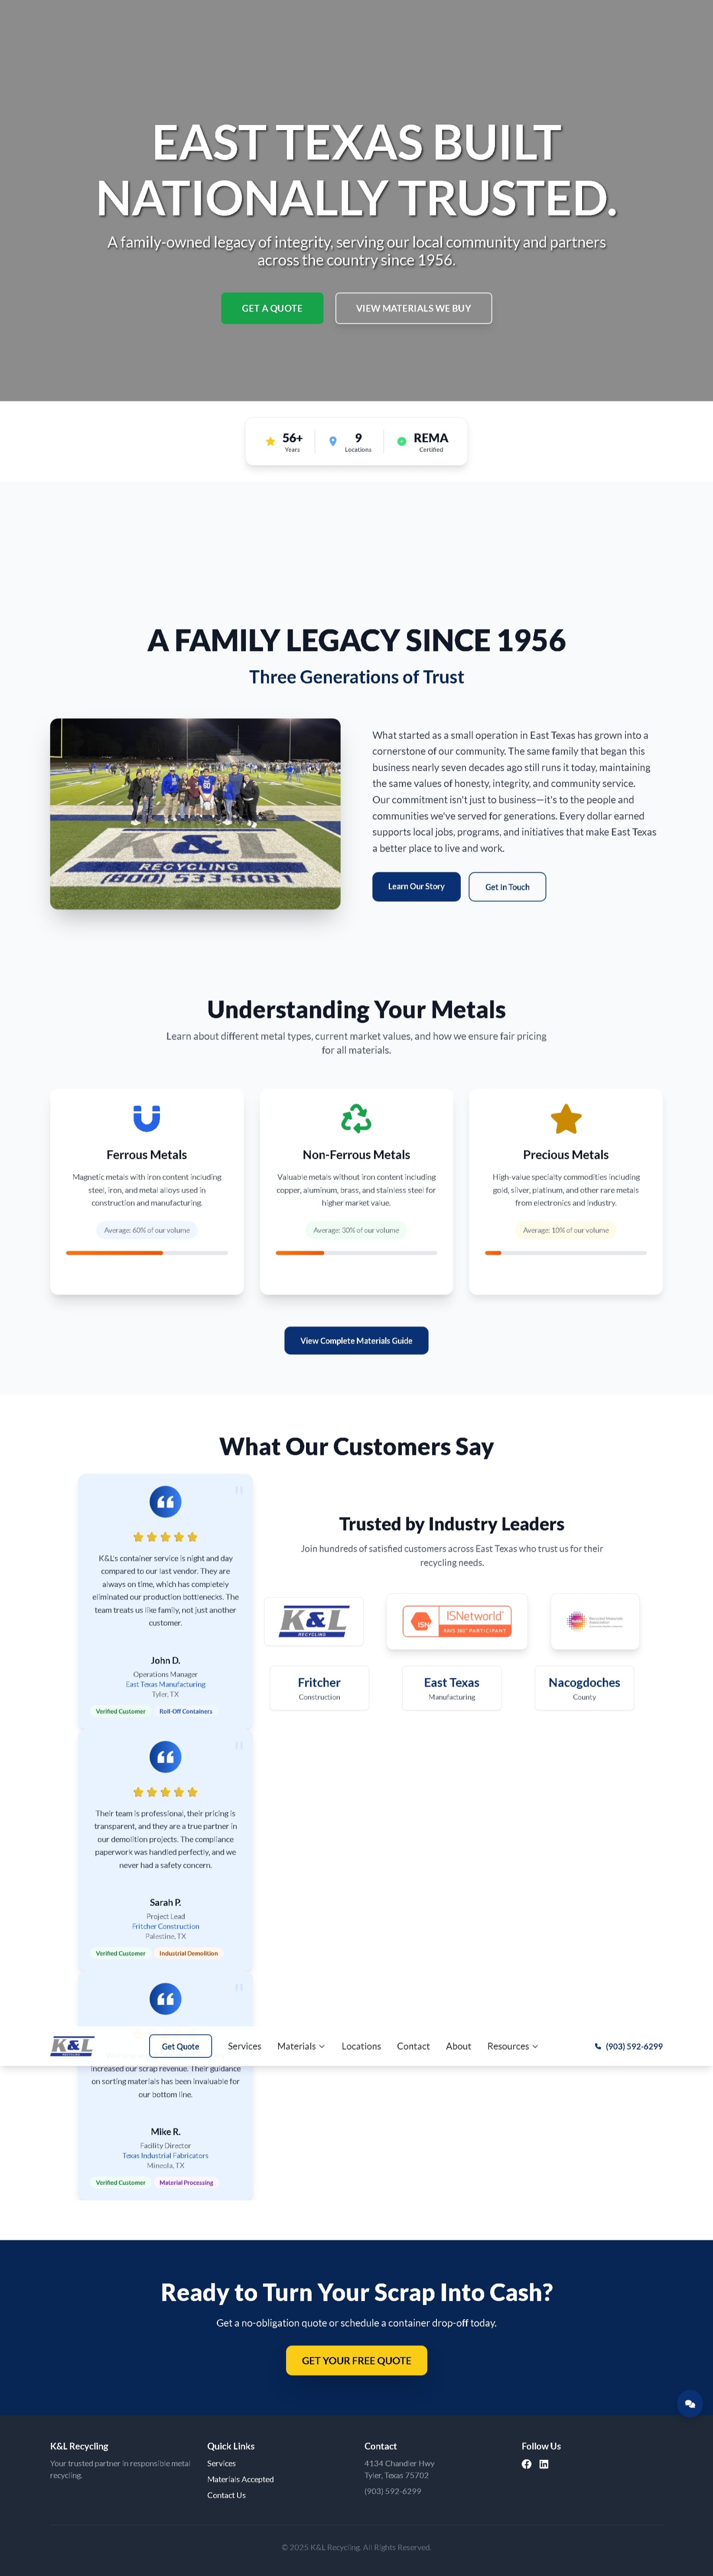 EAST TEXAS BUILT
NATIONALLY TRUSTED.
A family-owned legacy of integrity, serving our local community and partners
across the country since 1956.
GET A QUOTE
VIEW MATERIALS WE BUY
56+
Years
9
Locations
REMA
Certified
A FAMILY LEGACY SINCE 1956
Three Generations of Trust
K&L
RECYCLING
(800) 533-8081
What started as a small operation in East Texas has grown into a
cornerstone of our community. The same family that began this
business nearly seven decades ago still runs it today, maintaining
the same values of honesty, integrity, and community service.
Our commitment isn't just to business—it's to the people and
communities we've served for generations. Every dollar earned
supports local jobs, programs, and initiatives that make East Texas
a better place to live and work.
Learn Our Story
Get In Touch
Understanding Your Metals
Learn about different metal types, current market values, and how we ensure fair pricing
for all materials.
Ferrous Metals
Magnetic metals with iron content including
steel, iron, and metal alloys used in
construction and manufacturing.
Average: 60% of our volume
Non-Ferrous Metals
Valuable metals without iron content including
copper, aluminum, brass, and stainless steel for
higher market value.
Average: 30% of our volume
Precious Metals
High-value specialty commodities including
gold, silver, platinum, and other rare metals
from electronics and industry.
Average: 10% of our volume
View Complete Materials Guide
What Our Customers Say
K&L's container service is night and day
compared to our last vendor. They are
always on time, which has completely
eliminated our production bottlenecks. The
team treats us like family, not just another
customer.
John D.
Operations Manager
East Texas Manufacturing
Tyler, TX
Verified Customer
Roll-Off Containers
Trusted by Industry Leaders
Join hundreds of satisfied customers across East Texas who trust us for their
recycling needs.
K&L
RECYCLING
ISN
ISNetworld
RAVS 360 PARTICIPANT
Recycled Materials
Association
Fritcher
Construction
East Texas
Manufacturing
Nacogdoches
County
Their team is professional, their pricing is
transparent, and they are a true partner in
our demolition projects. The compliance
paperwork was handled perfectly, and we
never had a safety concern.
Sarah P.
Project Lead
Fritcher Construction
Palestine, TX
Verified Customer
Industrial Demolition
K&L
RECYCLING
Get Quote
Services
Materials
Locations
Contact
About
Resources
(903) 592-6299
increased our scrap revenue. Their guidance
on sorting materials has been invaluable for
our bottom line.
Mike R.
Facility Director
Texas Industrial Fabricators
Mineola, TX
Verified Customer
Material Processing
Ready to Turn Your Scrap Into Cash?
Get a no-obligation quote or schedule a container drop-off today.
GET YOUR FREE QUOTE
K&L Recycling
Your trusted partner in responsible metal
recycling.
Quick Links
Services
Materials Accepted
Contact Us
Contact
4134 Chandler Hwy
Tyler, Texas 75702
(903) 592-6299
Follow Us
© 2025 K&L Recycling. All Rights Reserved.